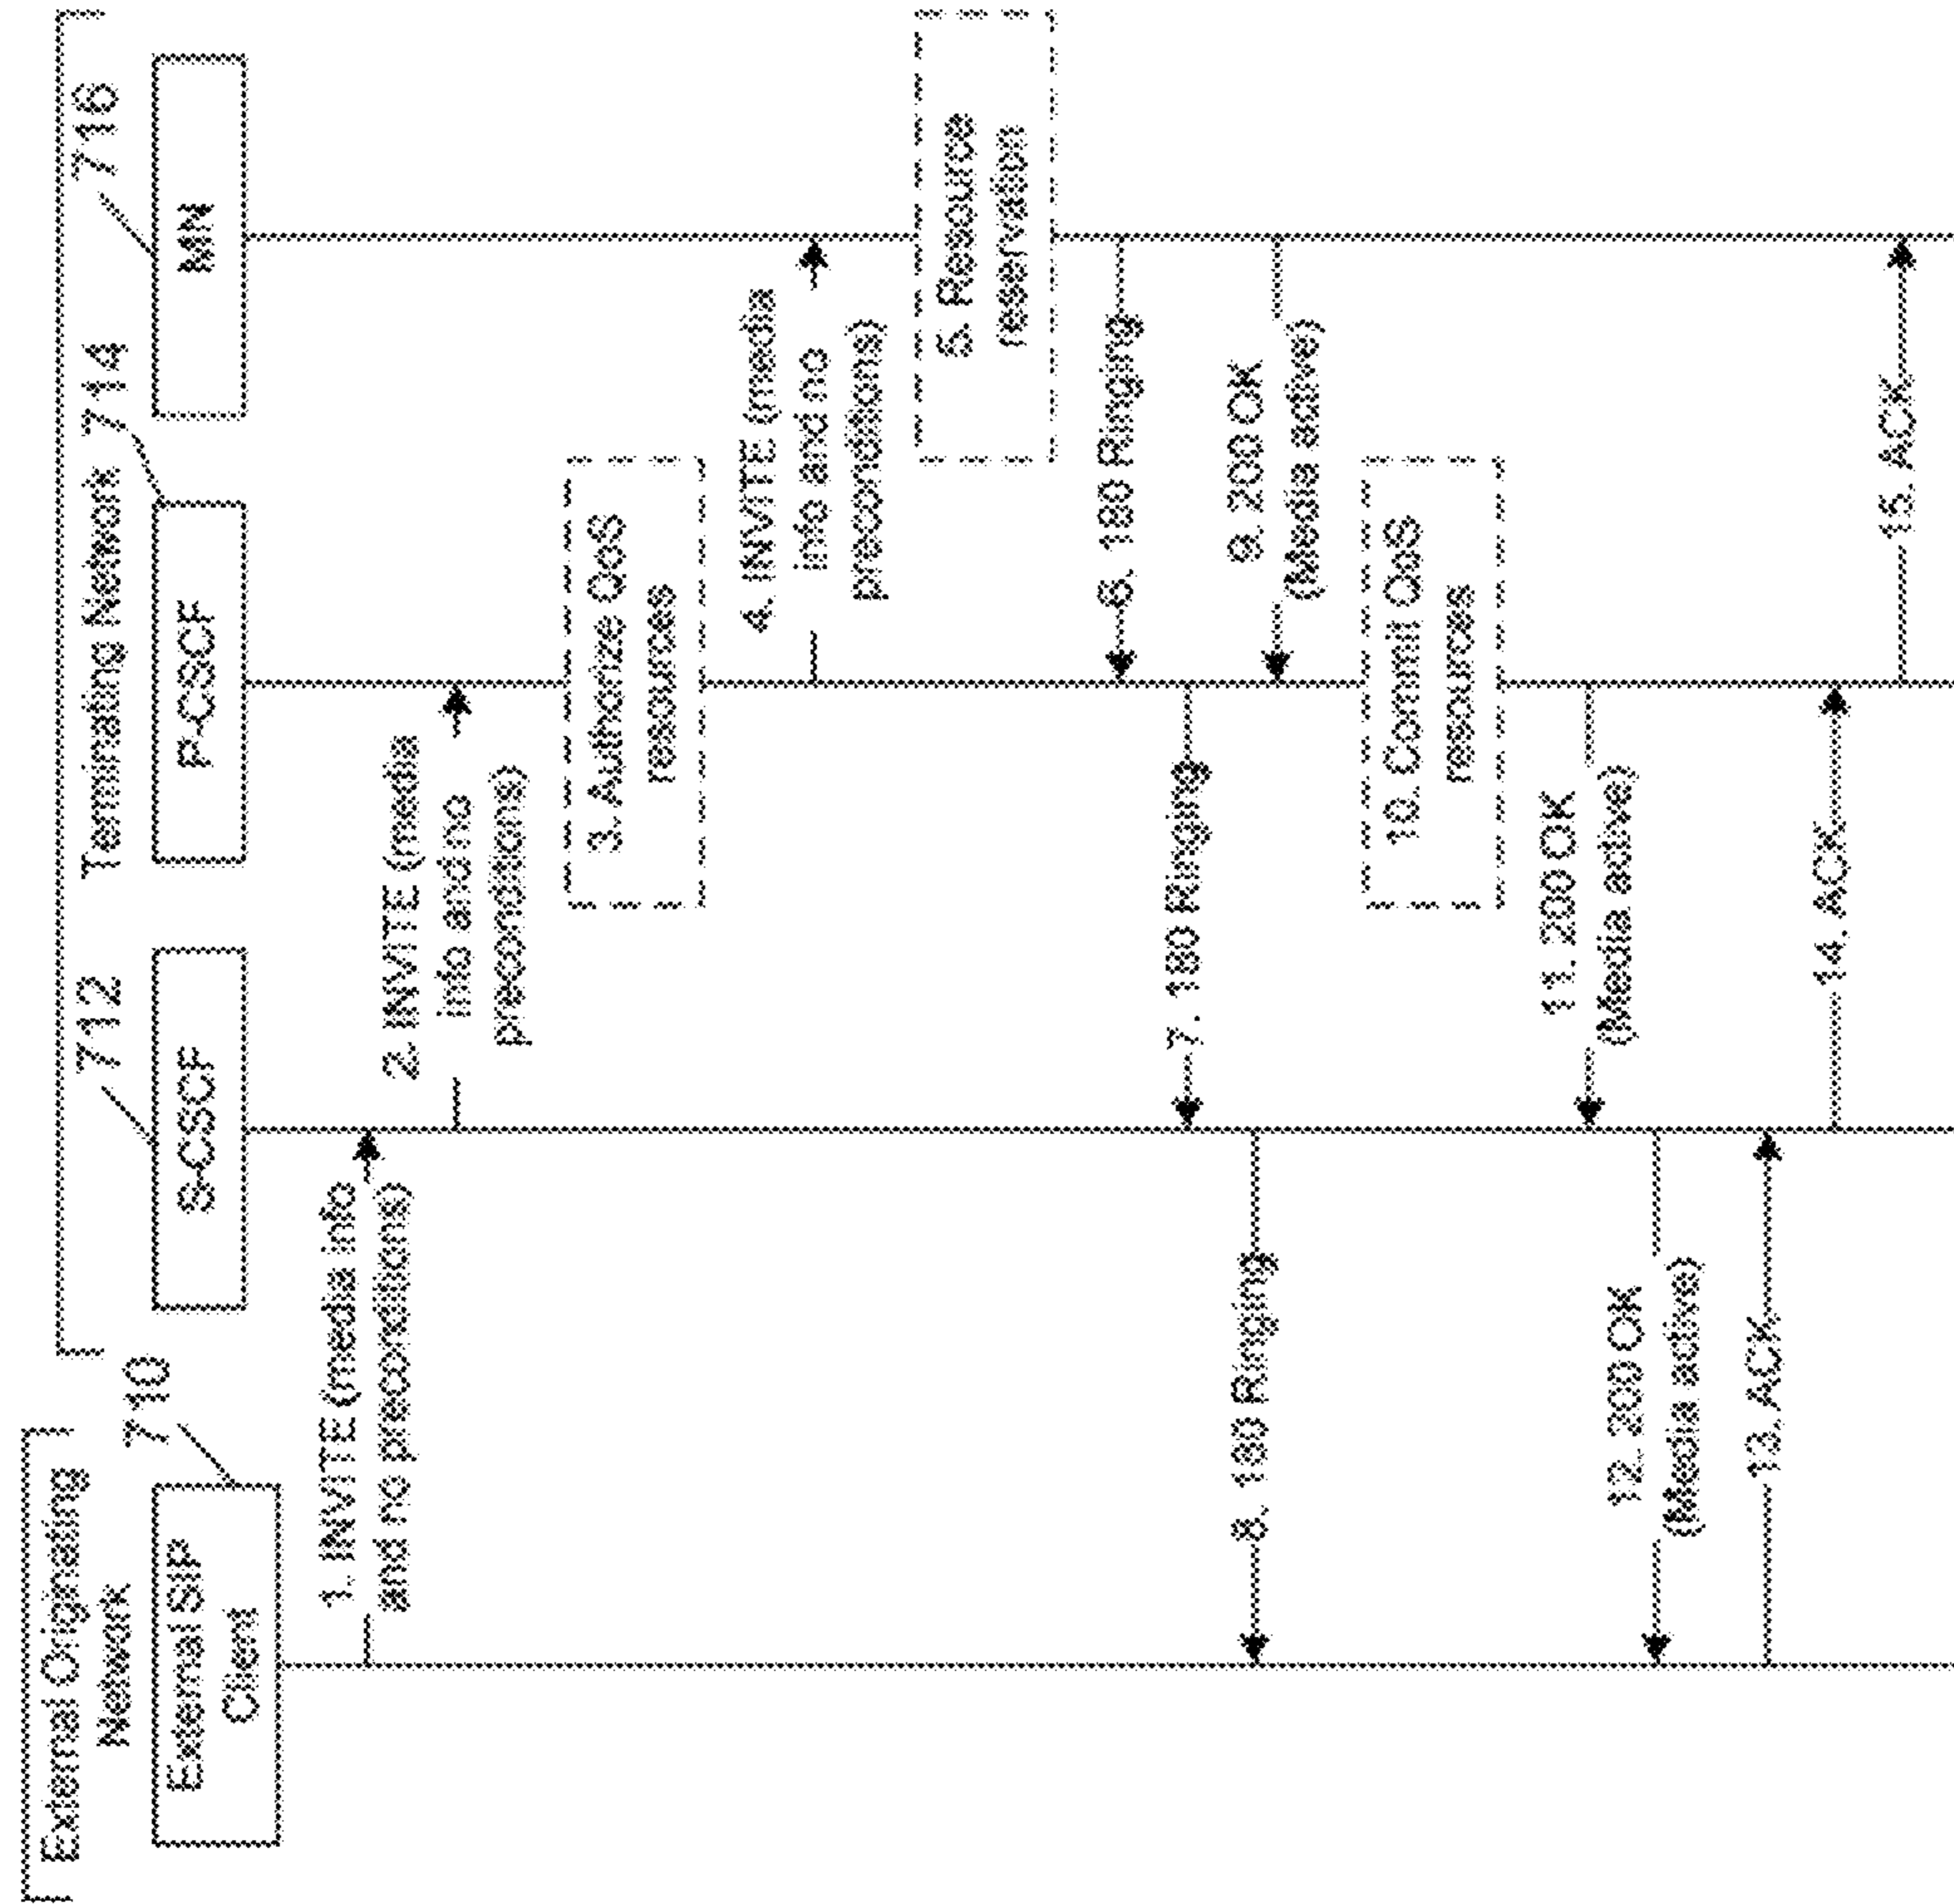 External Originating
Network
710
External SIP
Client
Terminating Network
712
S-CSCF
714
P-CSCF
716
MN
1. INVITE (media info
and no preconditions)
2. INVITE (media
info and no
preconditions)
3. Authorize QoS
resources
4. INVITE (media
info and no
preconditions)
5. Resource
reservation
6. 180 Ringing
7. 180 Ringing
8. 180 Ringing
9. 200 OK
(Media active)
10. Commit QoS
resources
11. 200 OK
(Media active)
12. 200 OK
(Media active)
13. ACK
14. ACK
15. ACK